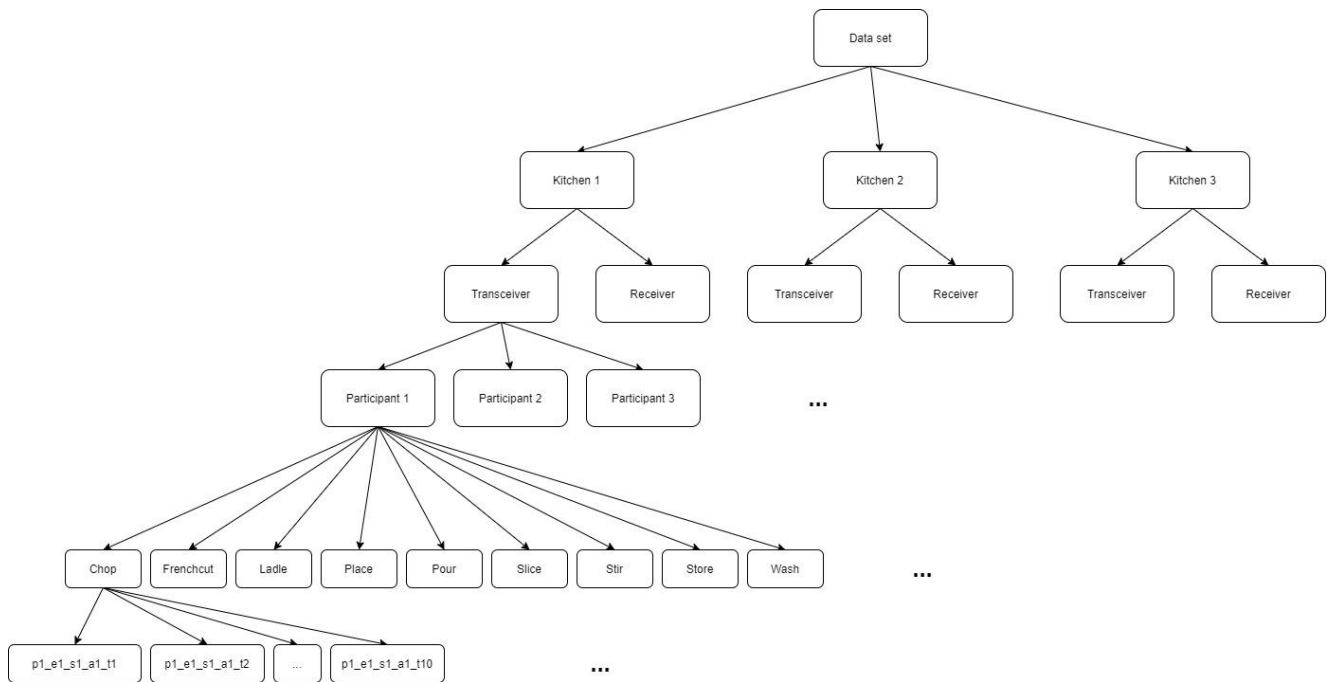 Data set
Kitchen 1
Kitchen 2
Kitchen 3
Transceiver
Receiver
Transceiver
Receiver
Transceiver
Receiver
Participant 1
Participant 2
Participant 3
...
Chop
Frenchcut
Ladle
Place
Pour
Slice
Stir
Store
Wash
...
p1_e1_s1_a1_t1
p1_e1_s1_a1_t2
...
p1_e1_s1_a1_t10
...